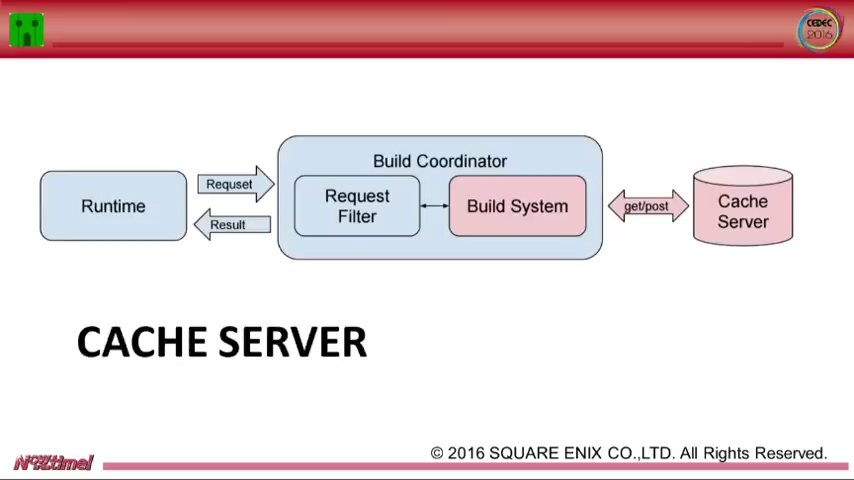 CEDEC
2016
Build Coordinator
Runtime
Requset
Result
Request
Filter
Build System
get/post
Cache
Server
CACHE SERVER
© 2016 SQUARE ENIX CO.,LTD. All Rights Reserved.